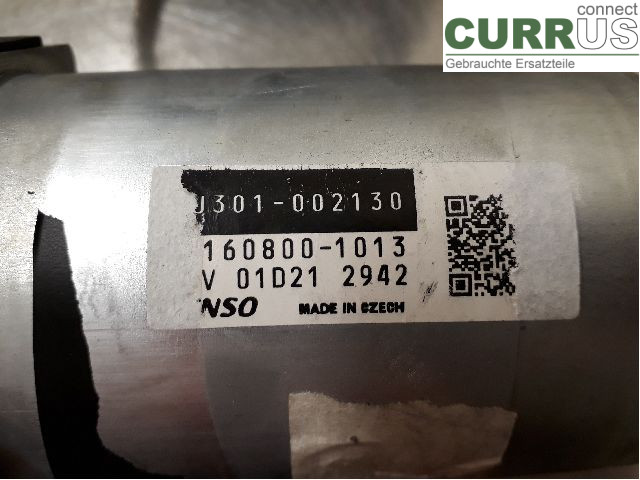 connect
CURRUS
Gebrauchte Ersatzteile
J301-002130
160800-1013
V 01D21 2942
NSO MADE IN CZECH